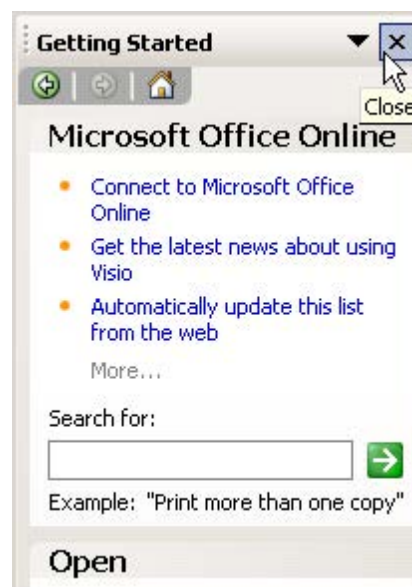 Getting Started
Close
Microsoft Office Online
Connect to Microsoft Office
Online
Get the latest news about using
Visio
Automatically update this list
from the web
More...
Search for:
Example: "Print more than one copy"
Open